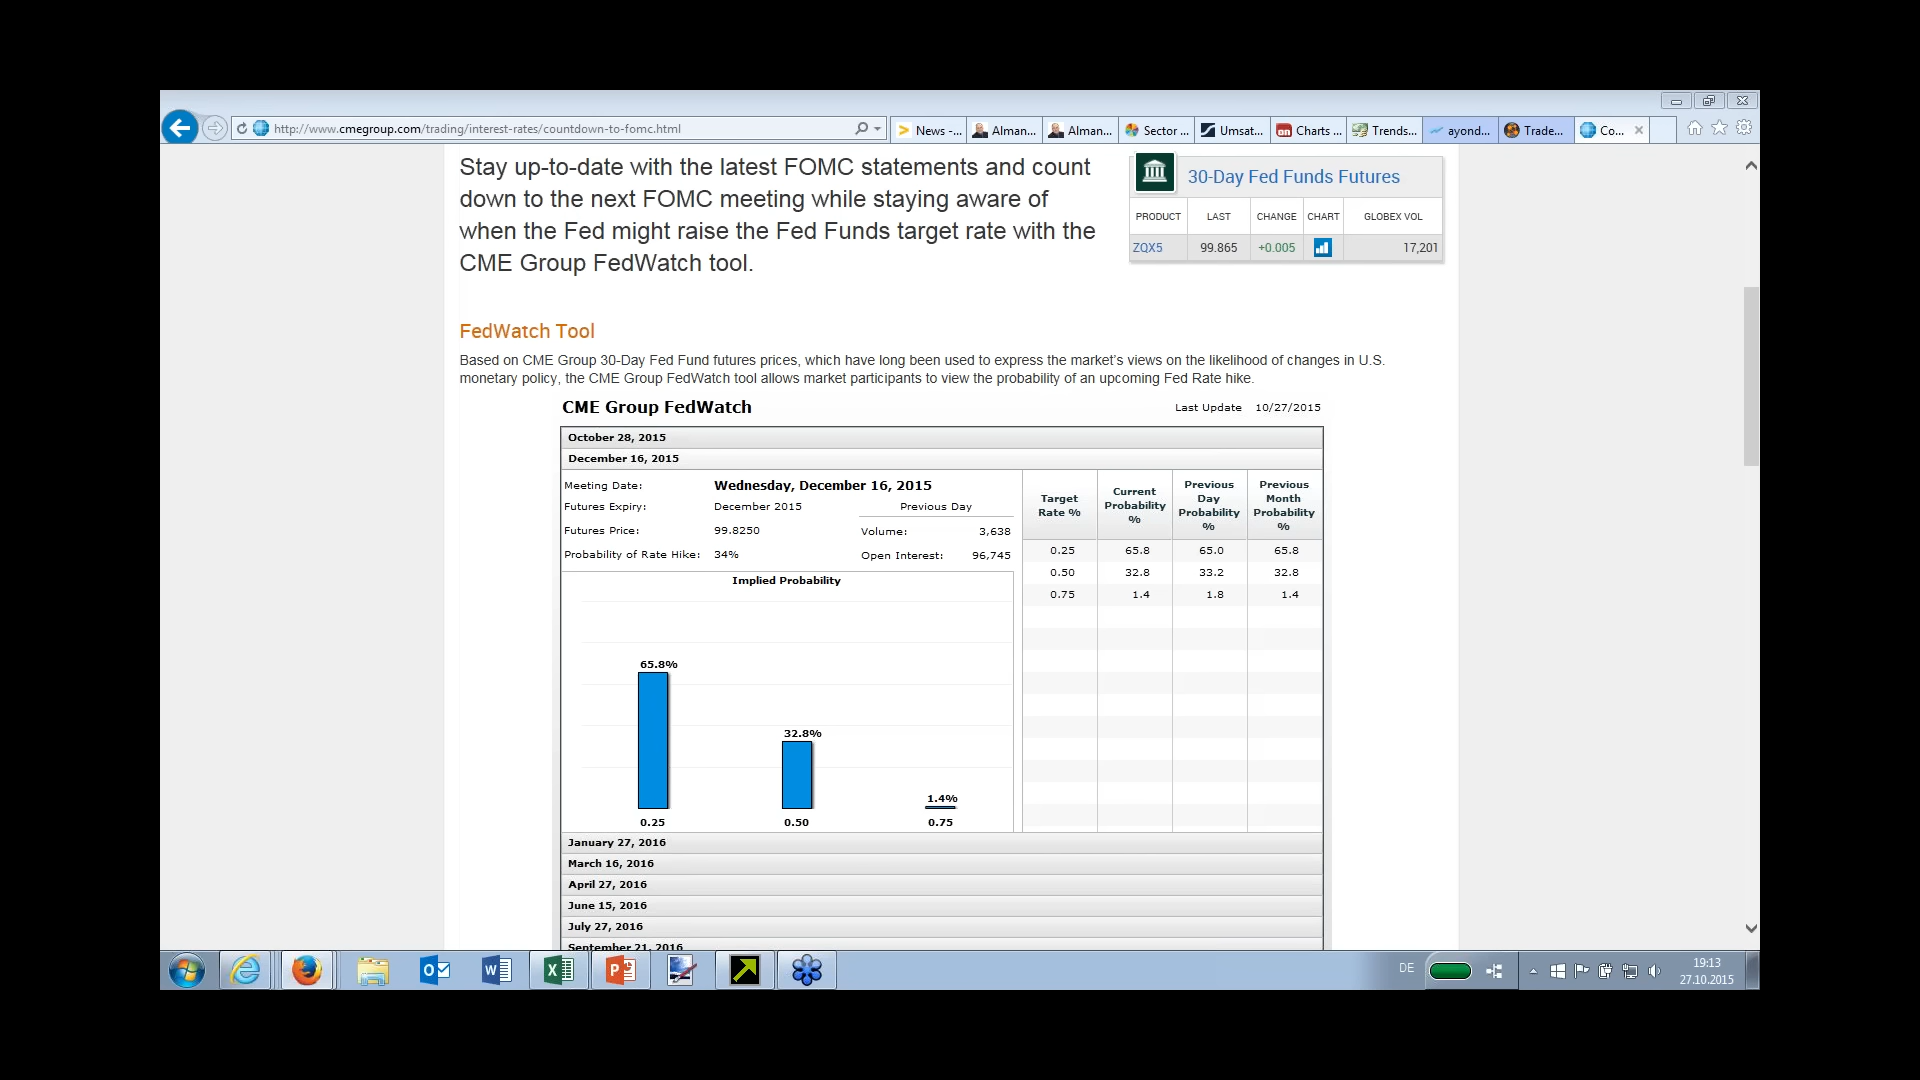 http://www.cmegroup.com/trading/interest-rates/countdown-to-fomc.html
News -...
Alman...
Alman...
Sector ...
Umsat...
Charts ...
Trends...
ayond...
Trade...
Co...
Stay up-to-date with the latest FOMC statements and count
down to the next FOMC meeting while staying aware of
when the Fed might raise the Fed Funds target rate with the
CME Group FedWatch tool.
30-Day Fed Funds Futures
PRODUCT LAST CHANGE CHART GLOBEX VOL
ZQX5 99.865 +0.005 17,201
FedWatch Tool
Based on CME Group 30-Day Fed Fund futures prices, which have long been used to express the market's views on the likelihood of changes in U.S.
monetary policy, the CME Group FedWatch tool allows market participants to view the probability of an upcoming Fed Rate hike.
CME Group FedWatch
Last Update 10/27/2015
October 28, 2015
December 16, 2015
Meeting Date: Wednesday, December 16, 2015
Futures Expiry: December 2015 Previous Day
Futures Price: 99.8250 Volume: 3,638
Probability of Rate Hike: 34% Open Interest: 96,745
Implied Probability
65.8%
32.8%
1.4%
0.25 0.50 0.75
Target
Rate %
Current
Probability
%
Previous
Day
Probability
%
Previous
Month
Probability
%
0.25 65.8 65.0 65.8
0.50 32.8 33.2 32.8
0.75 1.4 1.8 1.4
January 27, 2016
March 16, 2016
April 27, 2016
June 15, 2016
July 27, 2016
September 21, 2016
DE
19:13
27.10.2015